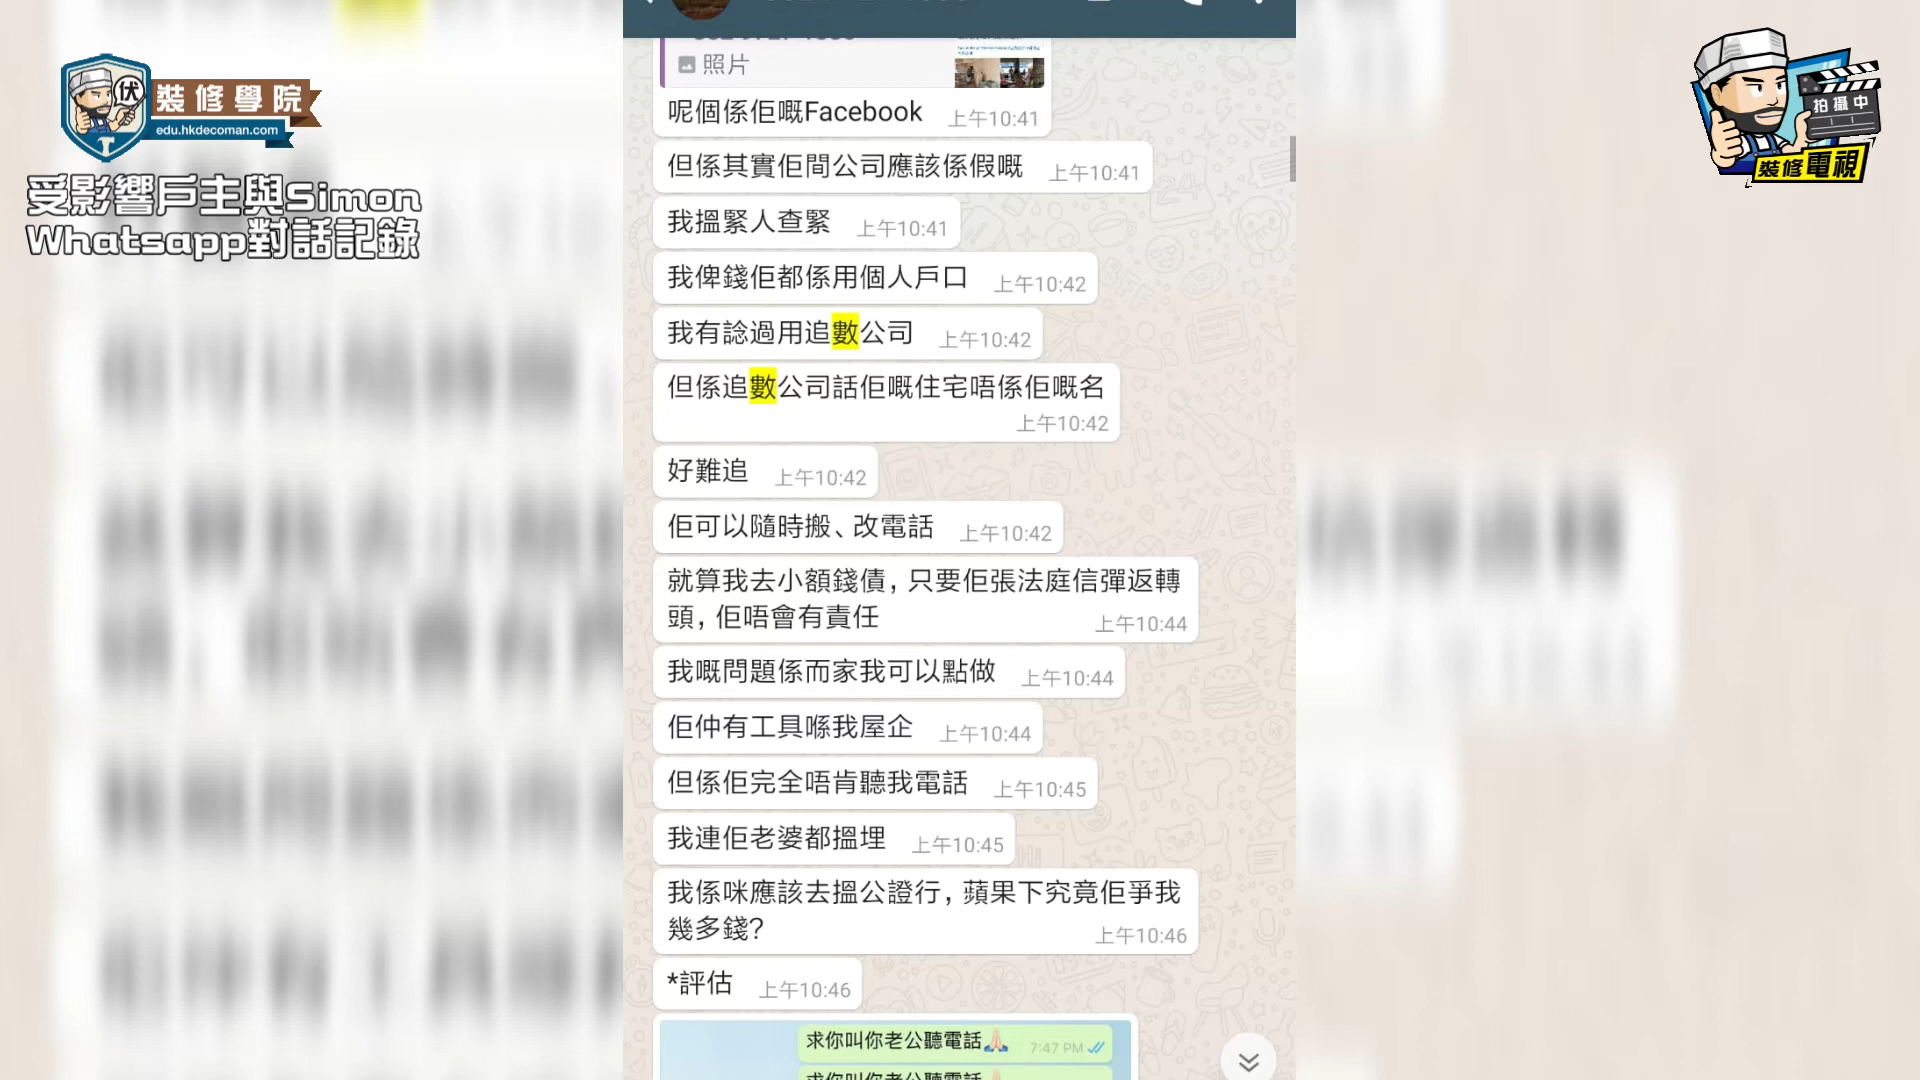 伏
裝修學院
edu.hkdecoman.com
受影響戶主與Simon
Whatsapp對話記錄
拍攝中
裝修電視
照片
呢個係佢嘅Facebook 上午10:41
但係其實佢間公司應該係假嘅 上午10:41
我搵緊人查緊 上午10:41
我俾錢佢都係用個人戶口 上午10:42
我有諗過用追數公司 上午10:42
但係追數公司話佢嘅住宅唔係佢嘅名
上午10:42
好難追 上午10:42
佢可以隨時搬、改電話 上午10:42
就算我去小額錢債，只要佢張法庭信彈返轉
頭，佢唔會有責任 上午10:44
我嘅問題係而家我可以點做 上午10:44
佢仲有工具喺我屋企 上午10:44
但係佢完全唔肯聽我電話 上午10:45
我連佢老婆都搵埋 上午10:45
我係咪應該去搵公證行，蘋果下究竟佢爭我
幾多錢? 上午10:46
*評估 上午10:46
求你叫你老公聽電話🙏🏻 7:47 PM
求你叫你老公聽電話